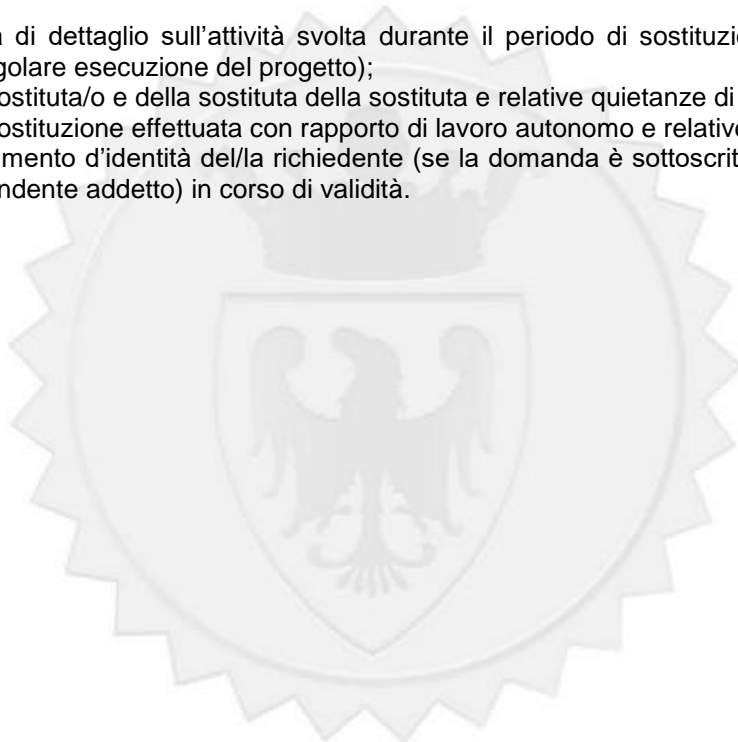 di dettaglio sull’attività svolta durante il periodo di sostituzi
golare esecuzione del progetto);
ostituta/o e della sostituta della sostituta e relative quietanze di
ostituzione effettuata con rapporto di lavoro autonomo e relative
mento d’identità del/la richiedente (se la domanda è sottoscrit
ndente addetto) in corso di validità.